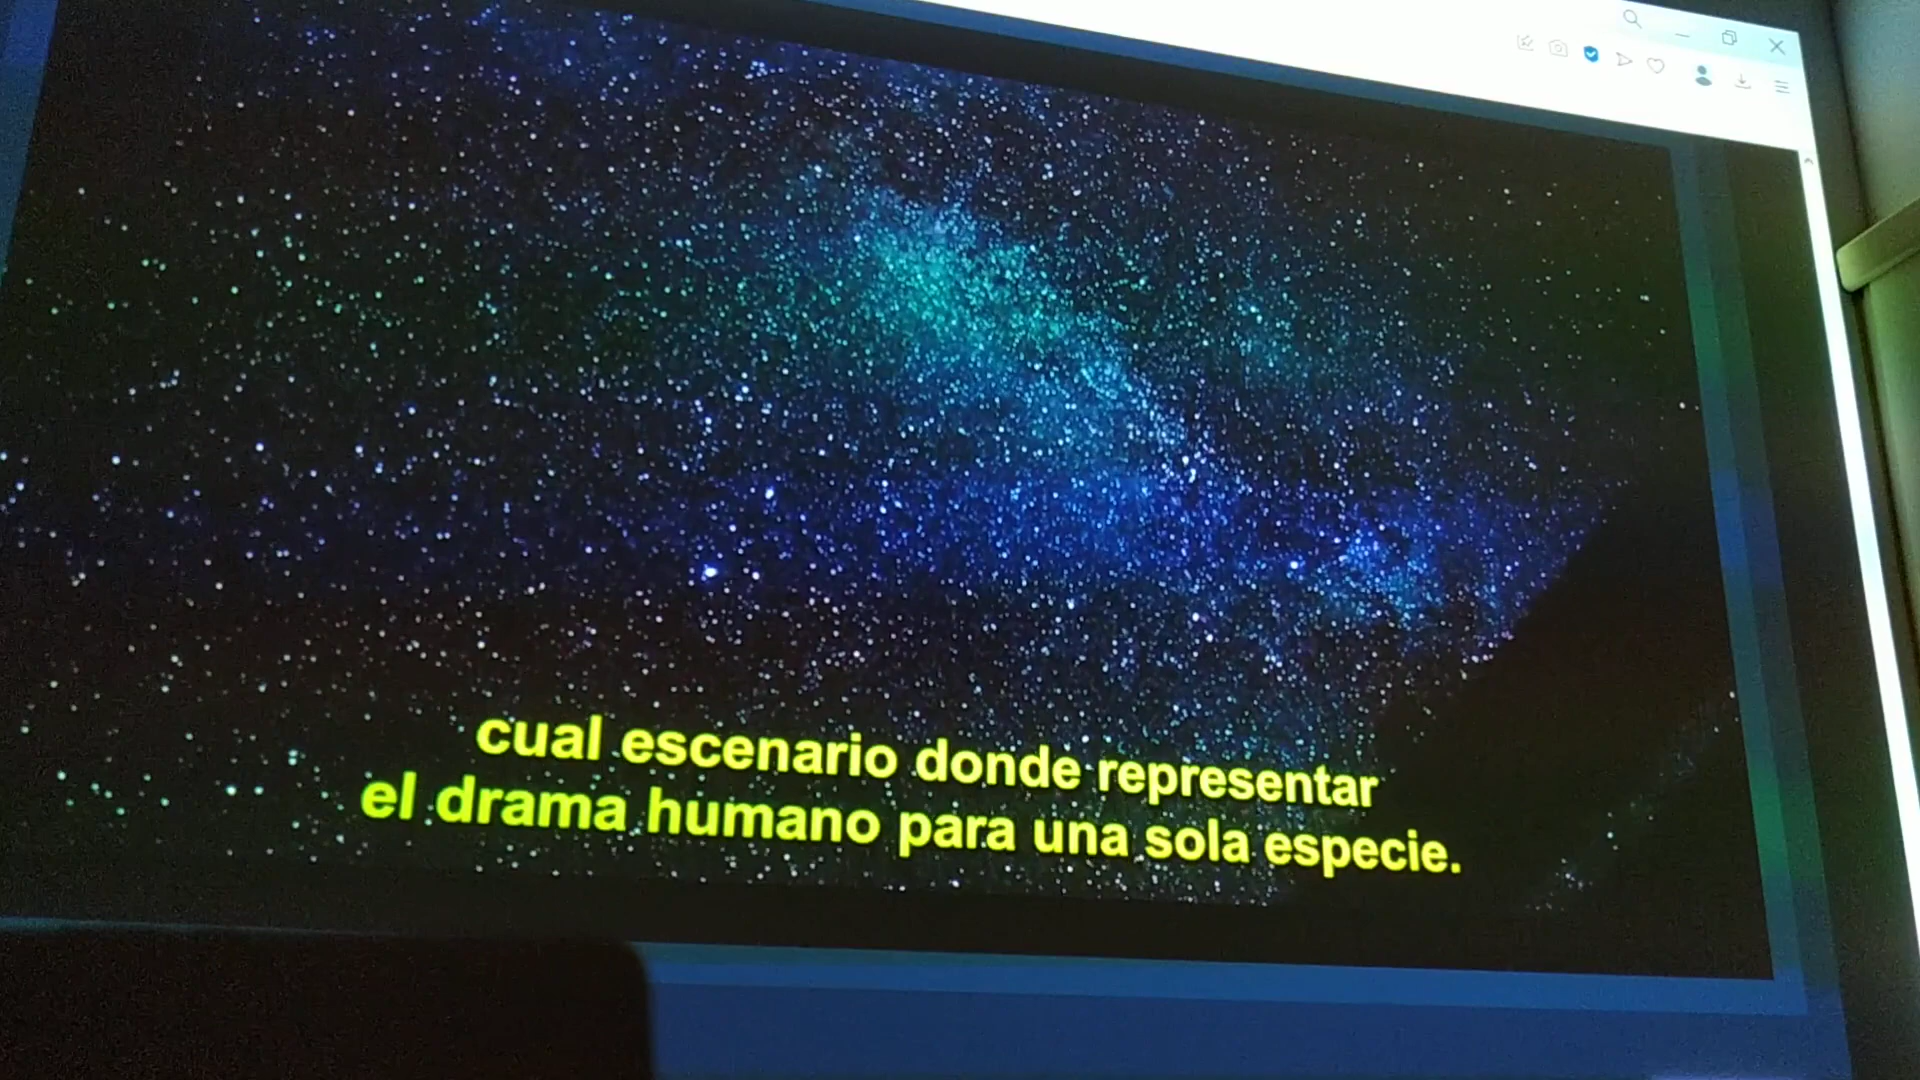 cual escenario donde representar
el drama humano para una sola especie.